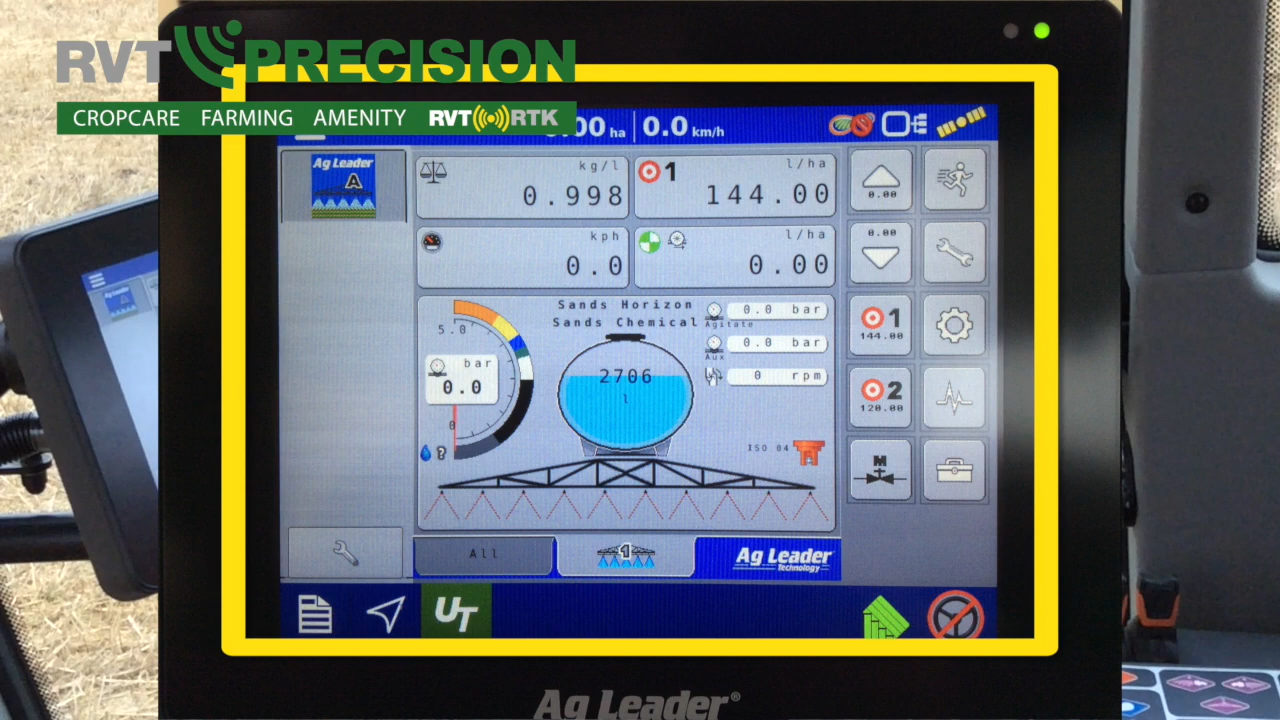 RVT PRECISION
CROPCARE FARMING AMENITY RVT RTK
.00 ha 0.0 km/h
Ag Leader
A
kg/l
0.998
1 l/ha
144.00
0.00
kph
0.0
l/ha
0.00
0.00
Sands Horizon
Sands Chemical
5.0
bar
0.0
0
?
2706
l
0.0 bar
Agitate
0.0 bar
Aux
0 rpm
ISO 04
1
144.00
2
120.00
M
All
1
Ag Leader
Technology
UT
Ag Leader®
Ag Leader